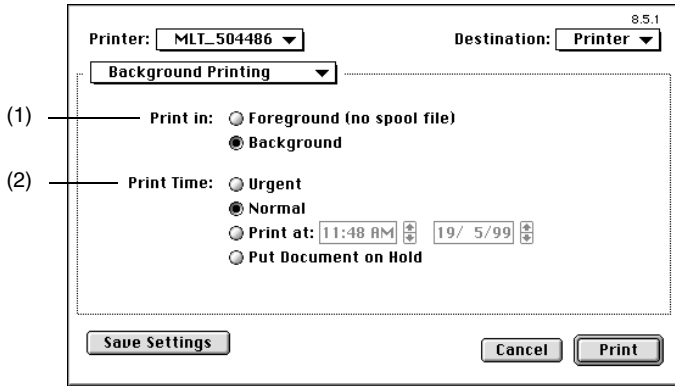 8.5.1
Printer: MLT_504486 Destination: Printer
Background Printing
(1) Print in: Foreground (no spool file)
Background
(2) Print Time: Urgent
Normal
Print at: 11:48 AM 19/ 5/99
Put Document on Hold
Save Settings Cancel Print